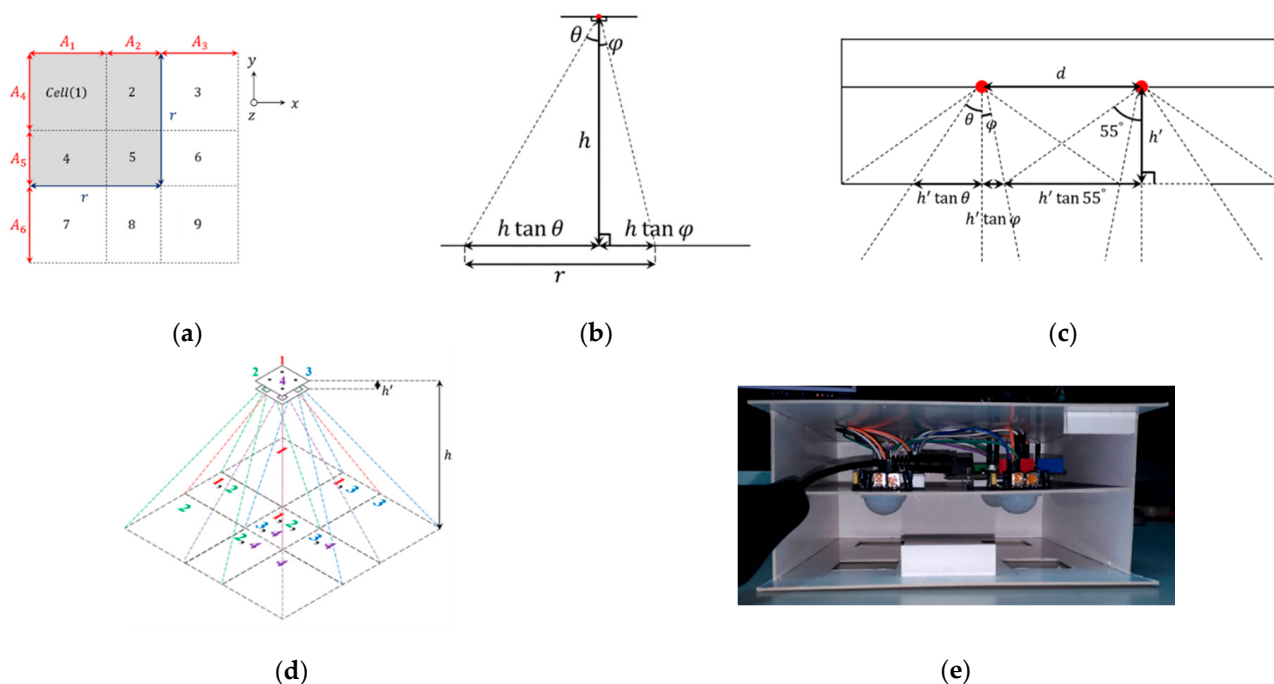 A₁ A₂ A₃
A₄ Cell(1) 2 3
r
A₅ 4 5 6
r
A₆ 7 8 9
y
x
z
(a)
θ φ
h
h tan θ h tan φ
r
(b)
d
θ φ 55° h′
h′ tan θ h′ tan 55°
h′ tan φ
(c)
1
2 3
4
h′
h
1
1,2 1,3
2 3
1,2,
3,4
2,4 3,4
4
(d)
(e)